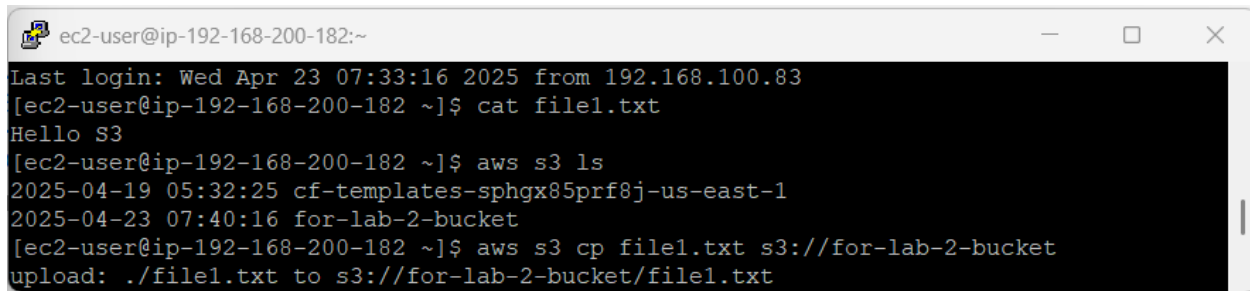 ec2-user@ip-192-168-200-182:~
Last login: Wed Apr 23 07:33:16 2025 from 192.168.100.83
[ec2-user@ip-192-168-200-182 ~]$ cat file1.txt
Hello S3
[ec2-user@ip-192-168-200-182 ~]$ aws s3 ls
2025-04-19 05:32:25 cf-templates-sphgx85prf8j-us-east-1
2025-04-23 07:40:16 for-lab-2-bucket
[ec2-user@ip-192-168-200-182 ~]$ aws s3 cp file1.txt s3://for-lab-2-bucket
upload: ./file1.txt to s3://for-lab-2-bucket/file1.txt